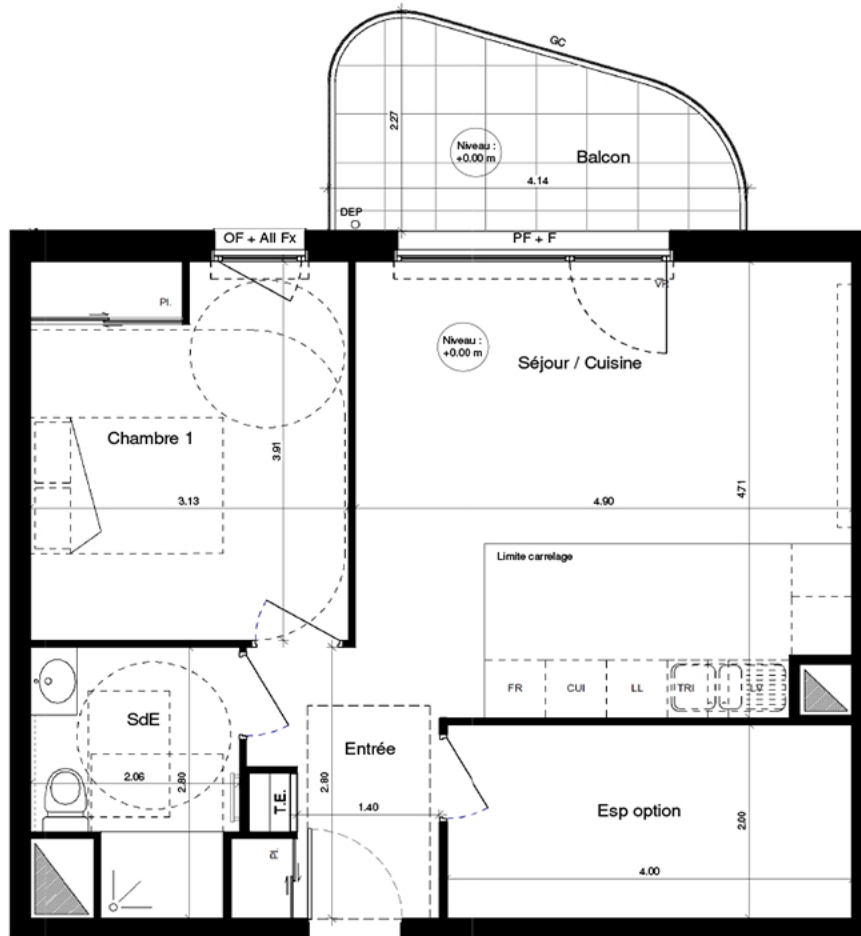 GC
2.27
Niveau :
+0.00 m
Balcon
4.14
DEP
OF + All Fx
PF + F
Pl.
VR
Niveau :
+0.00 m
Séjour / Cuisine
Chambre 1
3.91
3.13
4.90
4.71
Limite carrelage
FR
CUI
LL
TRI
LV
SdE
Entrée
2.06
2.80
2.80
T.E.
1.40
Esp option
2.00
Pl.
4.00